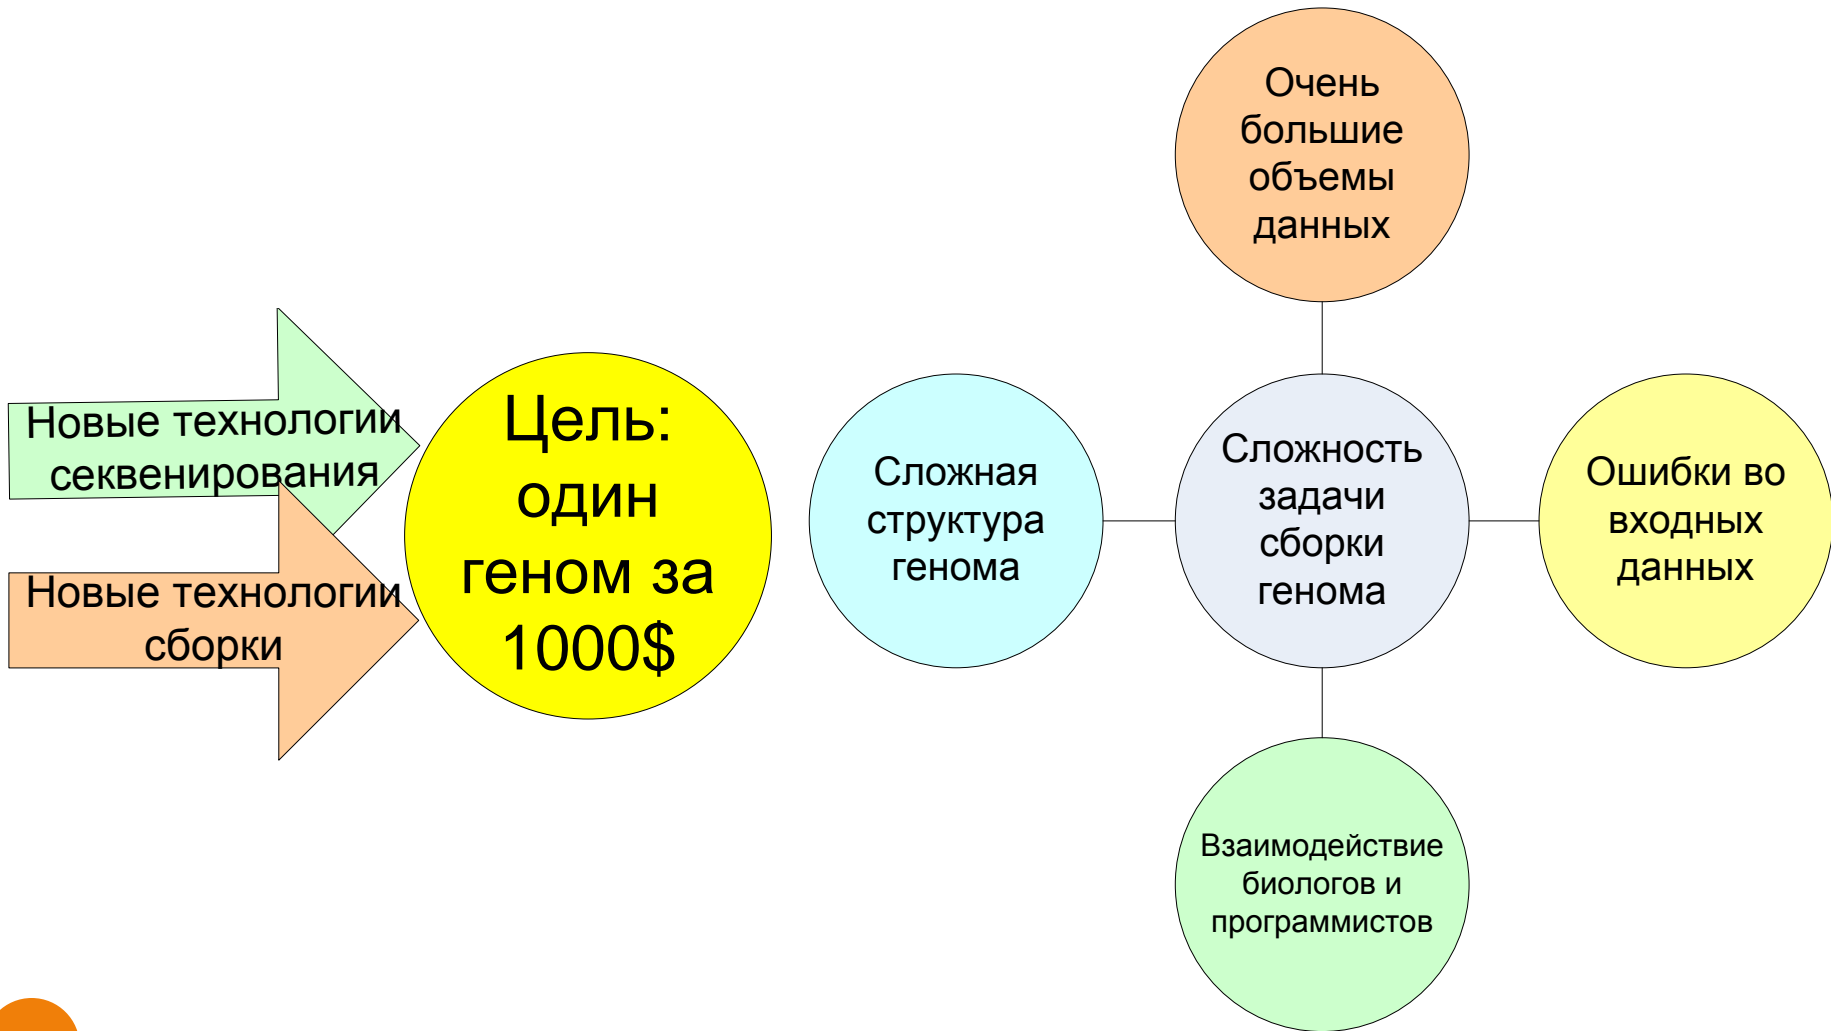 Новые технологии
секвенирования
Новые технологии
сборки
Цель:
один
геном за
1000$
Очень
большие
объемы
данных
Сложная
структура
генома
Сложность
задачи
сборки
генома
Ошибки во
входных
данных
Взаимодействие
биологов и
программистов